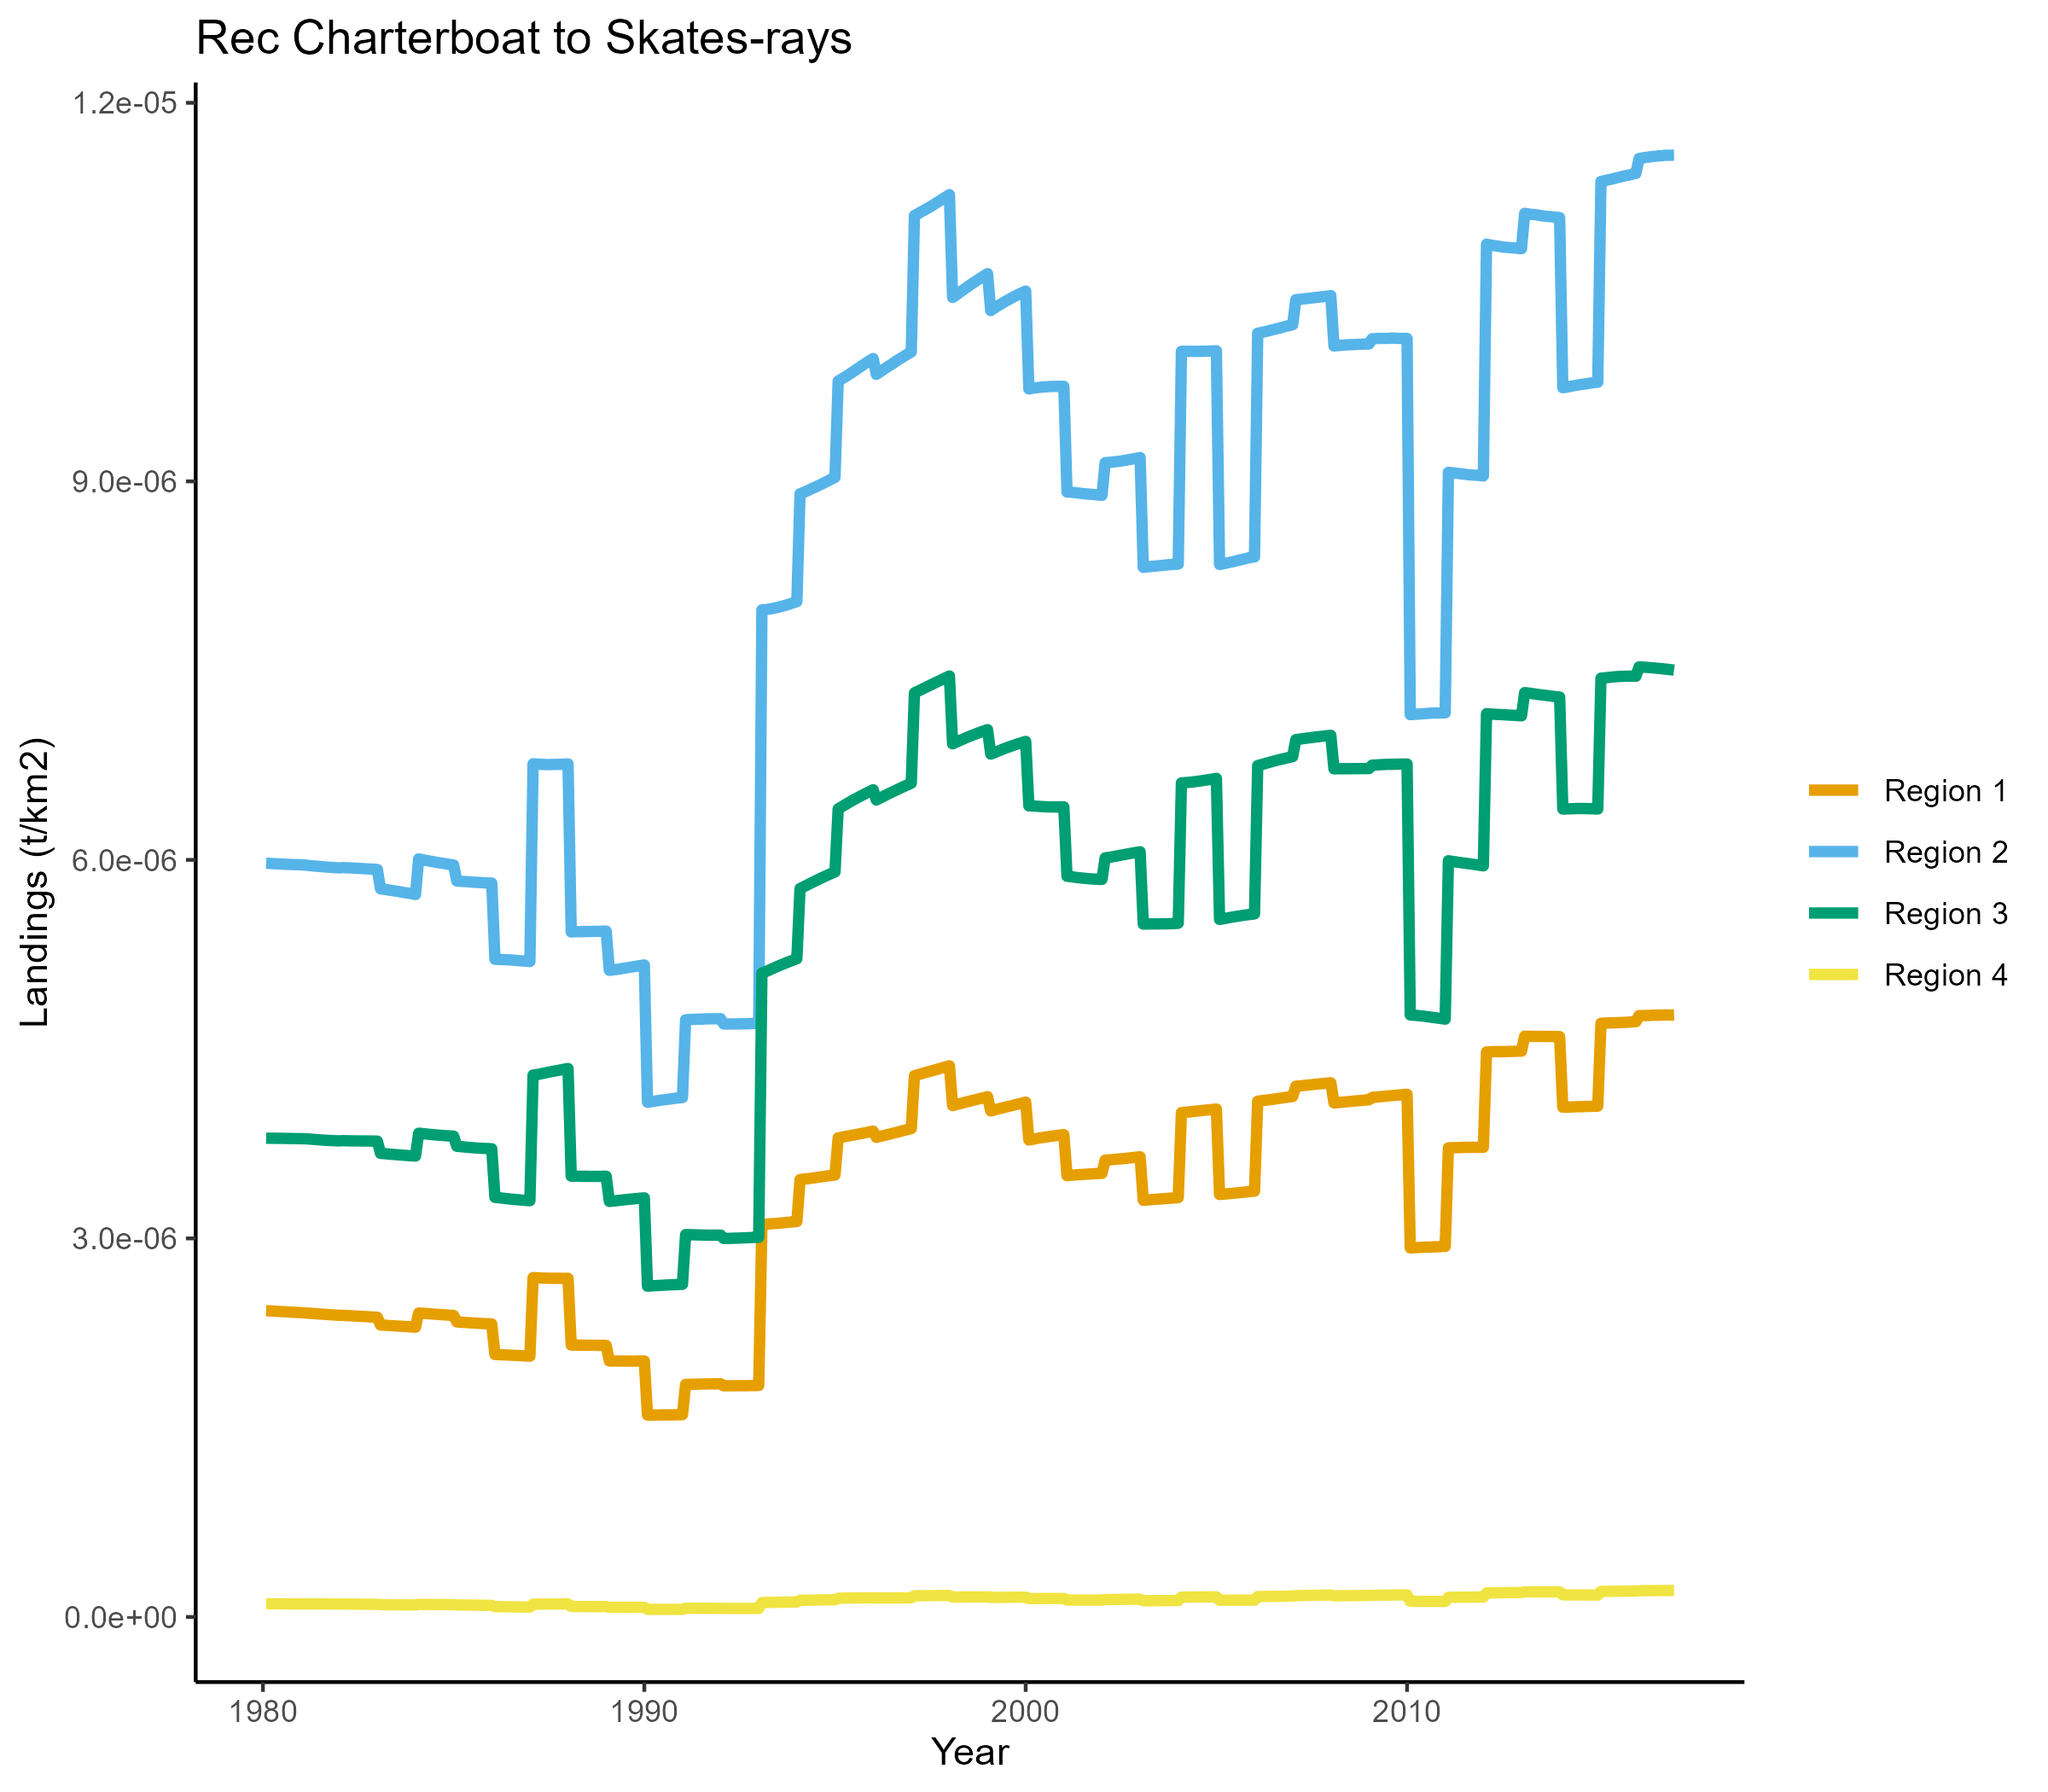 Rec Charterboat to Skates-rays
1.2e-05
9.0e-06
6.0e-06
3.0e-06
0.0e+00
Landings (t/km2)
1980
1990
2000
2010
Year
Region 1
Region 2
Region 3
Region 4